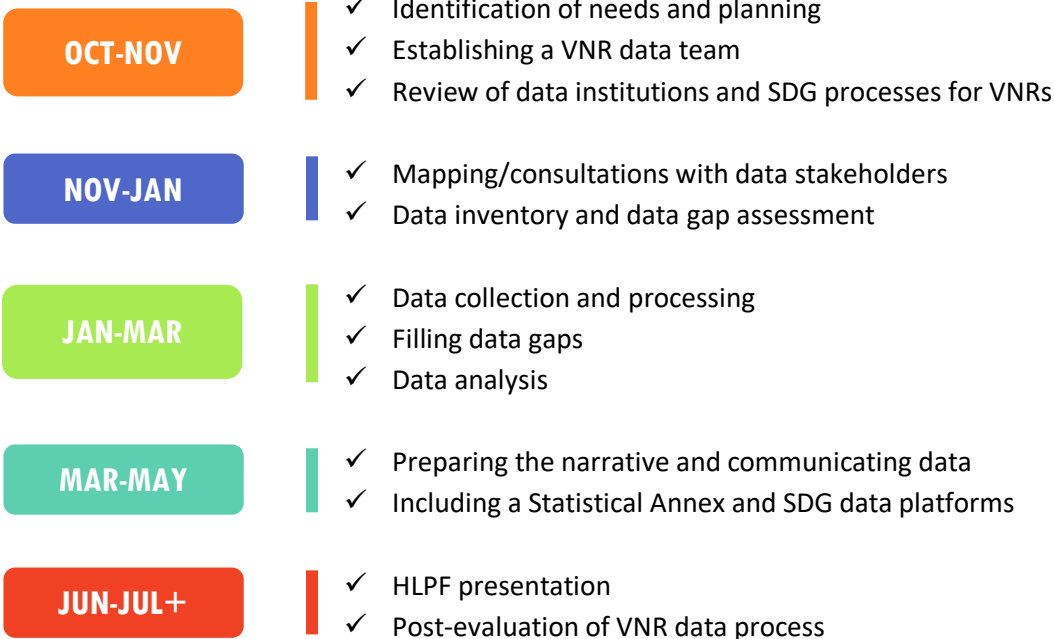 OCT-NOV
✓ Identification of needs and planning
✓ Establishing a VNR data team
✓ Review of data institutions and SDG processes for VNRs
NOV-JAN
✓ Mapping/consultations with data stakeholders
✓ Data inventory and data gap assessment
JAN-MAR
✓ Data collection and processing
✓ Filling data gaps
✓ Data analysis
MAR-MAY
✓ Preparing the narrative and communicating data
✓ Including a Statistical Annex and SDG data platforms
JUN-JUL+
✓ HLPF presentation
✓ Post-evaluation of VNR data process